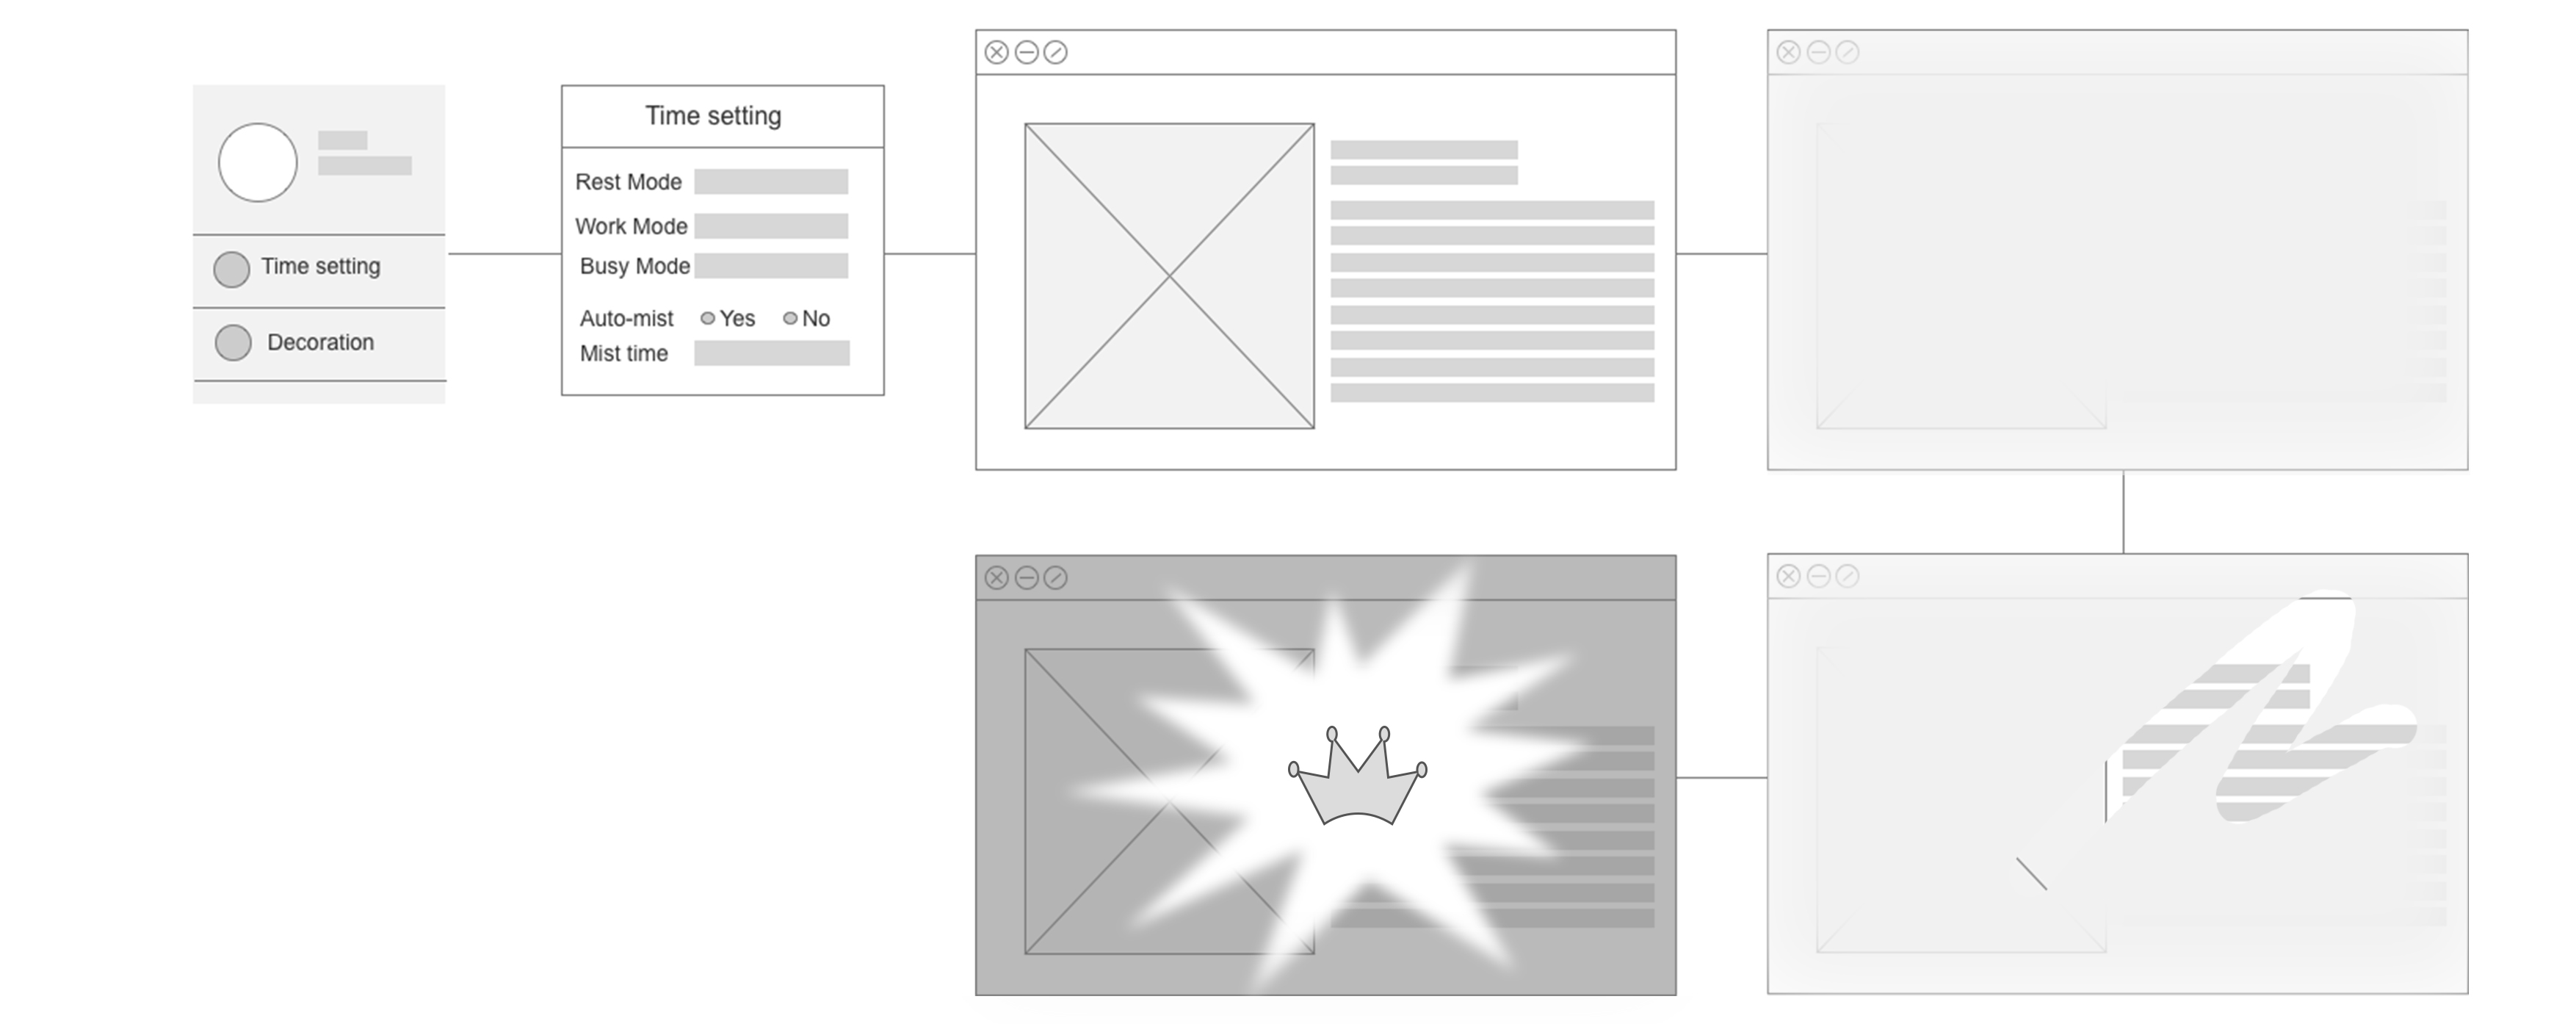 Time setting
Decoration
Time setting
Rest Mode
Work Mode
Busy Mode
Auto-mist Yes No
Mist time